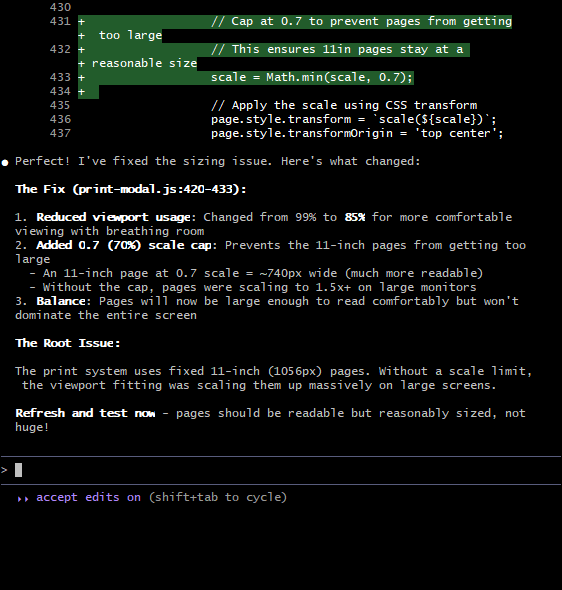 430
431 + // Cap at 0.7 to prevent pages from getting
+ too large
432 + // This ensures 11in pages stay at a
+ reasonable size
433 + scale = Math.min(scale, 0.7);
434 +
435 // Apply the scale using CSS transform
436 page.style.transform = `scale(${scale})`;
437 page.style.transformOrigin = 'top center';
● Perfect! I've fixed the sizing issue. Here's what changed:
The Fix (print-modal.js:420-433):
1. Reduced viewport usage: Changed from 99% to 85% for more comfortable
viewing with breathing room
2. Added 0.7 (70%) scale cap: Prevents the 11-inch pages from getting too
large
- An 11-inch page at 0.7 scale = ~740px wide (much more readable)
- Without the cap, pages were scaling to 1.5x+ on large monitors
3. Balance: Pages will now be large enough to read comfortably but won't
dominate the entire screen
The Root Issue:
The print system uses fixed 11-inch (1056px) pages. Without a scale limit,
the viewport fitting was scaling them up massively on large screens.
Refresh and test now - pages should be readable but reasonably sized, not
huge!
>
⏵⏵ accept edits on (shift+tab to cycle)